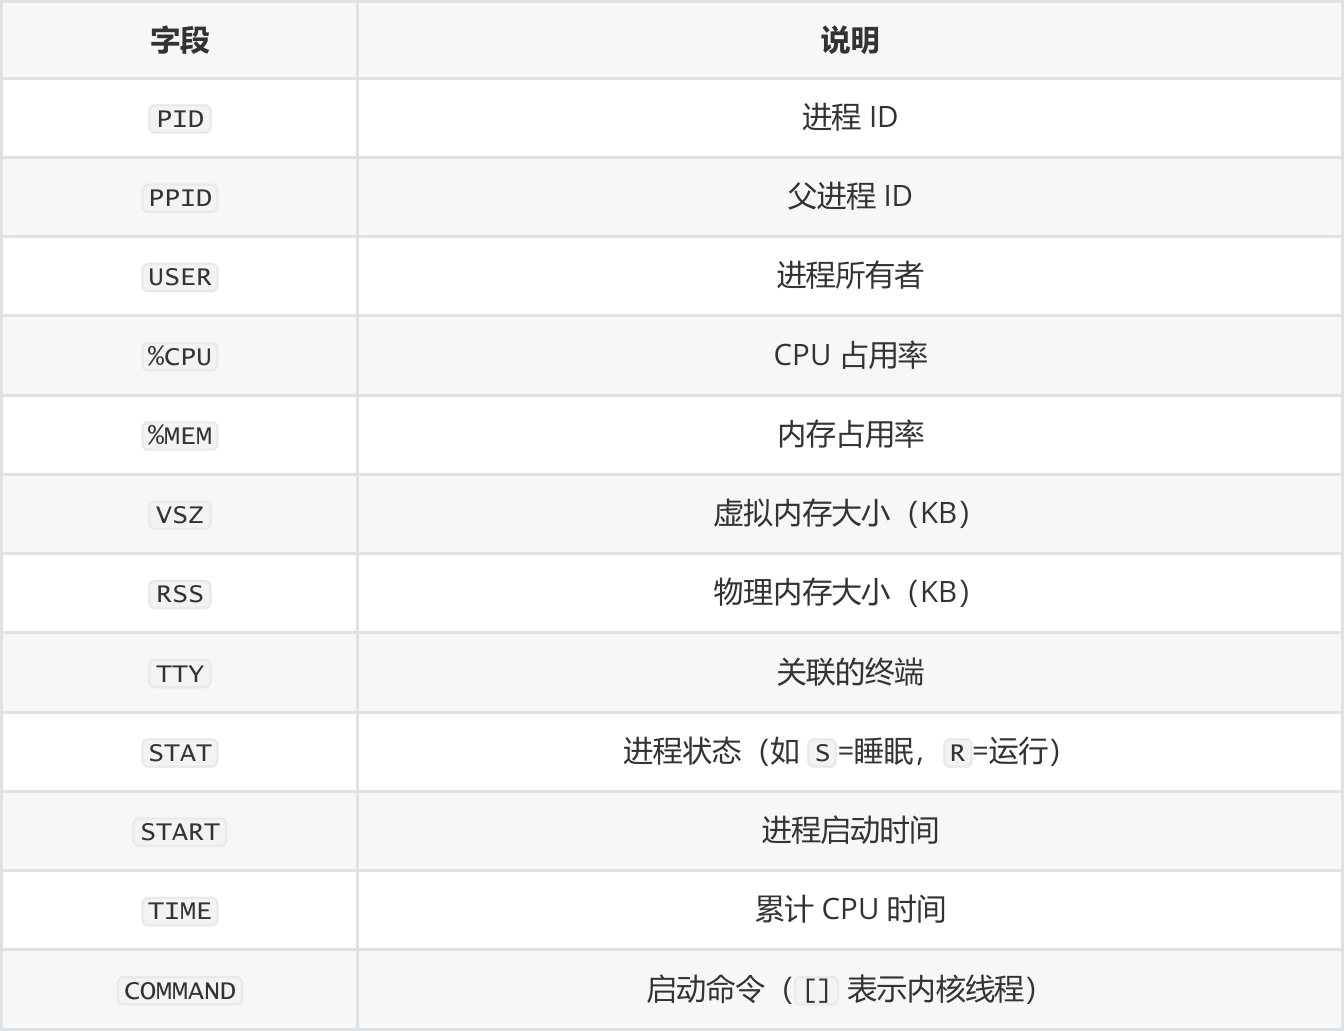 字段 说明
PID 进程 ID
PPID 父进程 ID
USER 进程所有者
%CPU CPU 占用率
%MEM 内存占用率
VSZ 虚拟内存大小（KB）
RSS 物理内存大小（KB）
TTY 关联的终端
STAT 进程状态（如 S=睡眠，R=运行）
START 进程启动时间
TIME 累计 CPU 时间
COMMAND 启动命令（[] 表示内核线程）